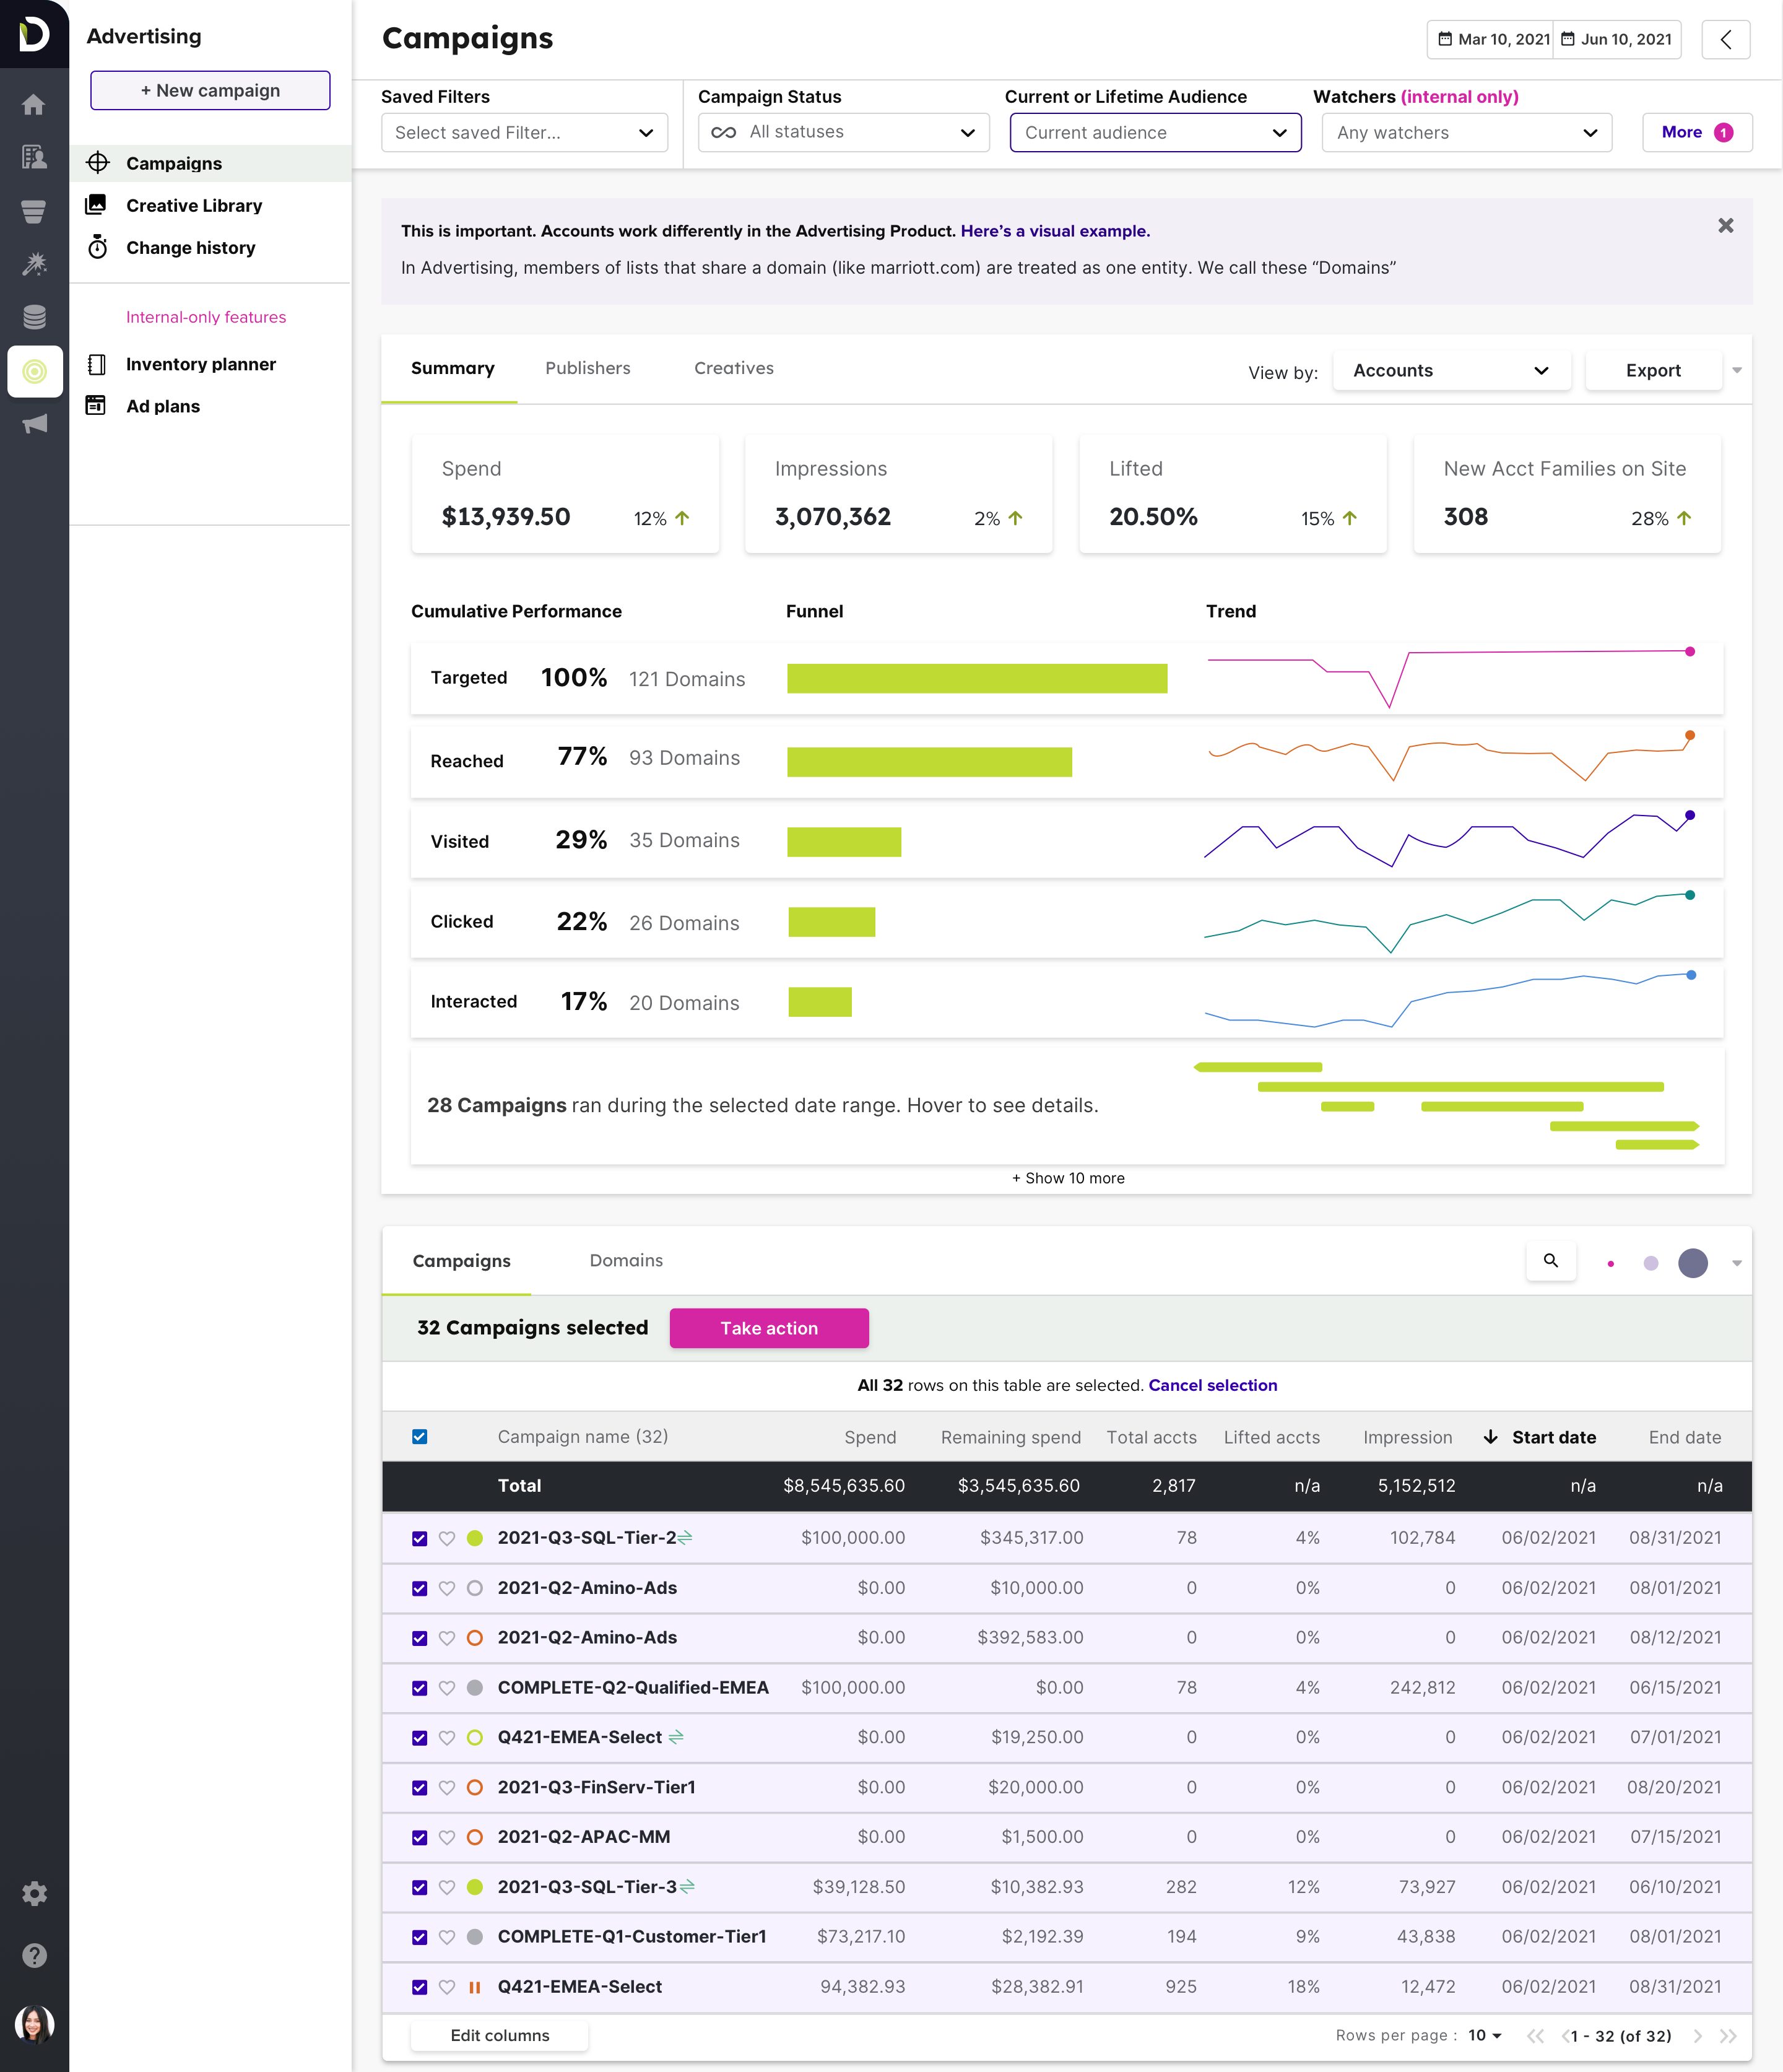 Advertising
+ New campaign
Campaigns
Creative Library
Change history
Internal-only features
Inventory planner
Ad plans
Campaigns
Mar 10, 2021
Jun 10, 2021
Saved Filters
Select saved Filter...
Campaign Status
All statuses
Current or Lifetime Audience
Current audience
Watchers (internal only)
Any watchers
More 1
This is important. Accounts work differently in the Advertising Product. Here's a visual example.
In Advertising, members of lists that share a domain (like marriott.com) are treated as one entity. We call these “Domains”
Summary Publishers Creatives
View by: Accounts
Export
Spend
$13,939.50 12%
Impressions
3,070,362 2%
Lifted
20.50% 15%
New Acct Families on Site
308 28%
Cumulative Performance Funnel Trend
Targeted 100% 121 Domains
Reached 77% 93 Domains
Visited 29% 35 Domains
Clicked 22% 26 Domains
Interacted 17% 20 Domains
28 Campaigns ran during the selected date range. Hover to see details.
+ Show 10 more
Campaigns Domains
32 Campaigns selected Take action
All 32 rows on this table are selected. Cancel selection
Campaign name (32) Spend Remaining spend Total accts Lifted accts Impression Start date End date
Total $8,545,635.60 $3,545,635.60 2,817 n/a 5,152,512 n/a n/a
2021-Q3-SQL-Tier-2 $100,000.00 $345,317.00 78 4% 102,784 06/02/2021 08/31/2021
2021-Q2-Amino-Ads $0.00 $10,000.00 0 0% 0 06/02/2021 08/01/2021
2021-Q2-Amino-Ads $0.00 $392,583.00 0 0% 0 06/02/2021 08/12/2021
COMPLETE-Q2-Qualified-EMEA $100,000.00 $0.00 78 4% 242,812 06/02/2021 06/15/2021
Q421-EMEA-Select $0.00 $19,250.00 0 0% 0 06/02/2021 07/01/2021
2021-Q3-FinServ-Tier1 $0.00 $20,000.00 0 0% 0 06/02/2021 08/20/2021
2021-Q2-APAC-MM $0.00 $1,500.00 0 0% 0 06/02/2021 07/15/2021
2021-Q3-SQL-Tier-3 $39,128.50 $10,382.93 282 12% 73,927 06/02/2021 06/10/2021
COMPLETE-Q1-Customer-Tier1 $73,217.10 $2,192.39 194 9% 43,838 06/02/2021 08/01/2021
Q421-EMEA-Select 94,382.93 $28,382.91 925 18% 12,472 06/02/2021 08/31/2021
Edit columns
Rows per page : 10
1 - 32 (of 32)